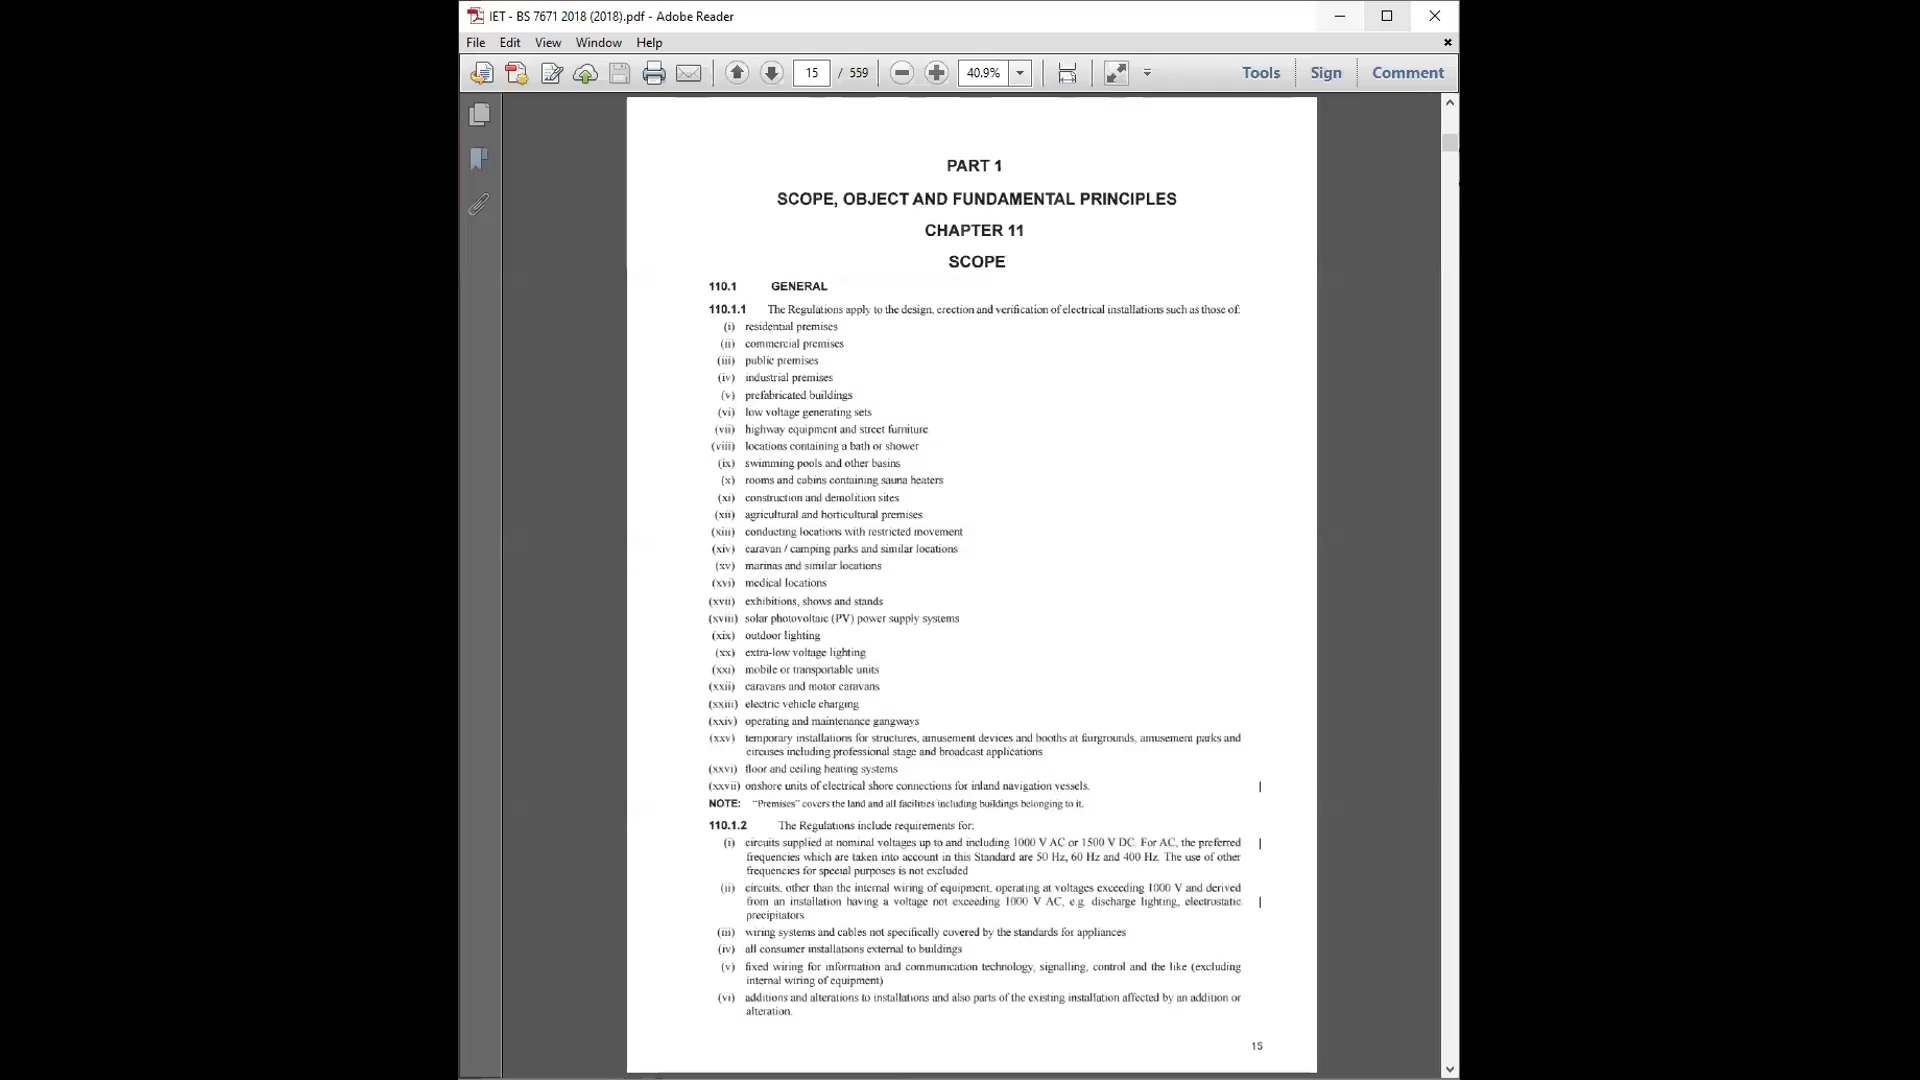 IET - BS 7671 2018 (2018).pdf - Adobe Reader
File Edit View Window Help
15 / 559 40.9% Tools Sign Comment
PART 1
SCOPE, OBJECT AND FUNDAMENTAL PRINCIPLES
CHAPTER 11
SCOPE
110.1 GENERAL
110.1.1 The Regulations apply to the design, erection and verification of electrical installations such as those of:
(i) residential premises
(ii) commercial premises
(iii) public premises
(iv) industrial premises
(v) prefabricated buildings
(vi) low voltage generating sets
(vii) highway equipment and street furniture
(viii) locations containing a bath or shower
(ix) swimming pools and other basins
(x) rooms and cabins containing sauna heaters
(xi) construction and demolition sites
(xii) agricultural and horticultural premises
(xiii) conducting locations with restricted movement
(xiv) caravan / camping parks and similar locations
(xv) marinas and similar locations
(xvi) medical locations
(xvii) exhibitions, shows and stands
(xviii) solar photovoltaic (PV) power supply systems
(xix) outdoor lighting
(xx) extra-low voltage lighting
(xxi) mobile or transportable units
(xxii) caravans and motor caravans
(xxiii) electric vehicle charging
(xxiv) operating and maintenance gangways
(xxv) temporary installations for structures, amusement devices and booths at fairgrounds, amusement parks and
circuses including professional stage and broadcast applications
(xxvi) floor and ceiling heating systems
(xxvii) onshore units of electrical shore connections for inland navigation vessels.
NOTE: "Premises" covers the land and all facilities including buildings belonging to it.
110.1.2 The Regulations include requirements for:
(i) circuits supplied at nominal voltages up to and including 1000 V AC or 1500 V DC. For AC, the preferred
frequencies which are taken into account in this Standard are 50 Hz, 60 Hz and 400 Hz. The use of other
frequencies for special purposes is not excluded
(ii) circuits, other than the internal wiring of equipment, operating at voltages exceeding 1000 V and derived
from an installation having a voltage not exceeding 1000 V AC, e.g. discharge lighting, electrostatic
precipitators
(iii) wiring systems and cables not specifically covered by the standards for appliances
(iv) all consumer installations external to buildings
(v) fixed wiring for information and communication technology, signalling, control and the like (excluding
internal wiring of equipment)
(vi) additions and alterations to installations and also parts of the existing installation affected by an addition or
alteration.
15